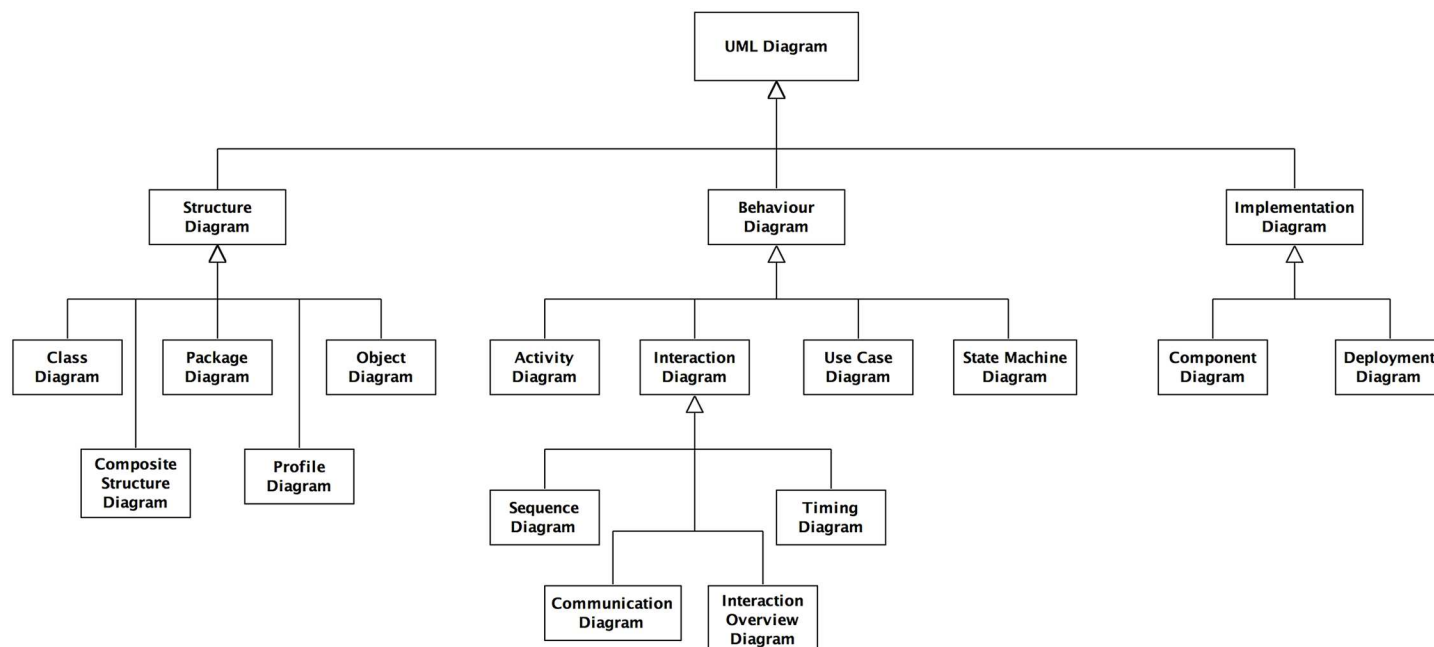 UML Diagram
Structure
Diagram
Behaviour
Diagram
Implementation
Diagram
Class
Diagram
Package
Diagram
Object
Diagram
Activity
Diagram
Interaction
Diagram
Use Case
Diagram
State Machine
Diagram
Component
Diagram
Deployment
Diagram
Composite
Structure
Diagram
Profile
Diagram
Sequence
Diagram
Timing
Diagram
Communication
Diagram
Interaction
Overview
Diagram